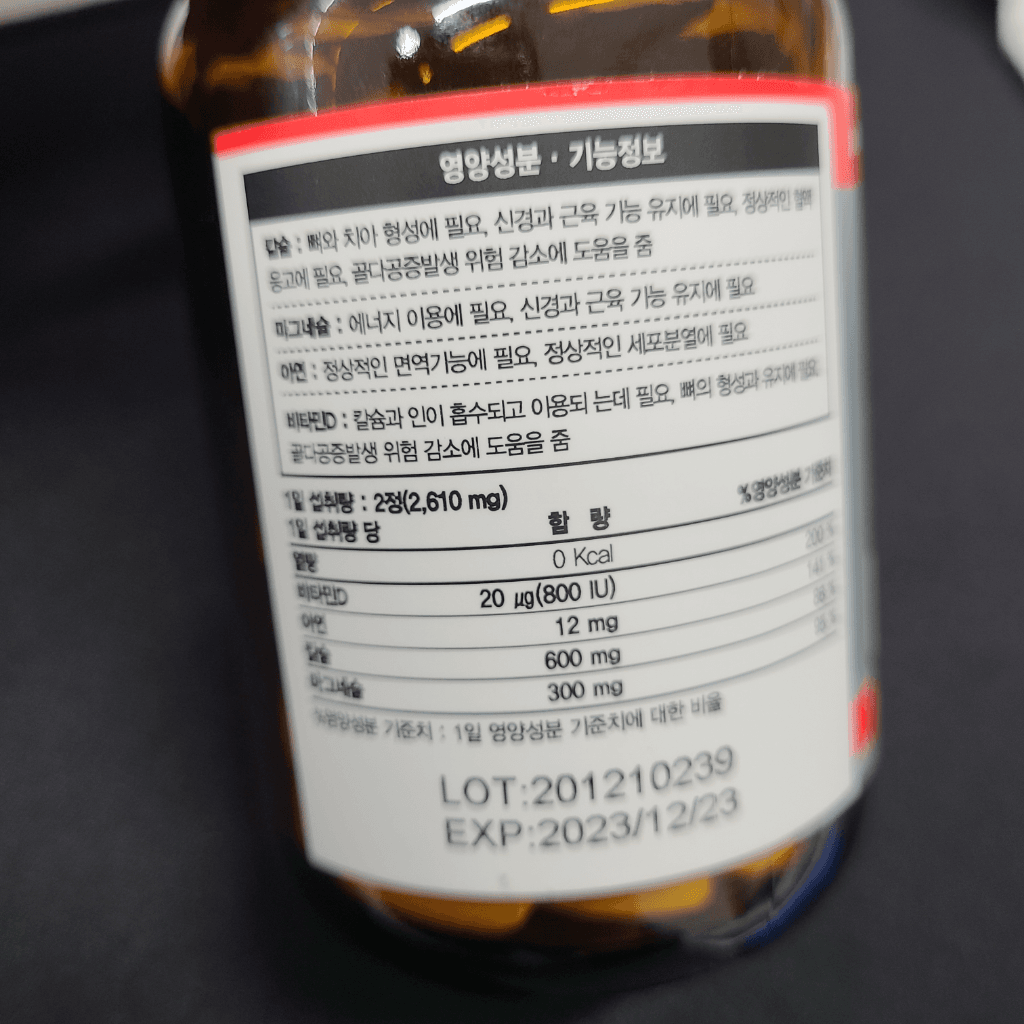 영양성분 · 기능정보
칼슘 : 뼈와 치아 형성에 필요, 신경과 근육 기능 유지에 필요, 정상적인 혈액
응고에 필요, 골다공증발생 위험 감소에 도움을 줌
마그네슘 : 에너지 이용에 필요, 신경과 근육 기능 유지에 필요
아연 : 정상적인 면역기능에 필요, 정상적인 세포분열에 필요
비타민D : 칼슘과 인이 흡수되고 이용되 는데 필요, 뼈의 형성과 유지에 필요,
골다공증발생 위험 감소에 도움을 줌
1일 섭취량 : 2정(2,610 mg)
1일 섭취량 당 함 량 %영양성분 기준치
열량 0 Kcal
비타민D 20 μg(800 IU) 200 %
아연 12 mg
칼슘 600 mg
마그네슘 300 mg
%영양성분 기준치 : 1일 영양성분 기준치에 대한 비율
LOT:201210239
EXP:2023/12/23